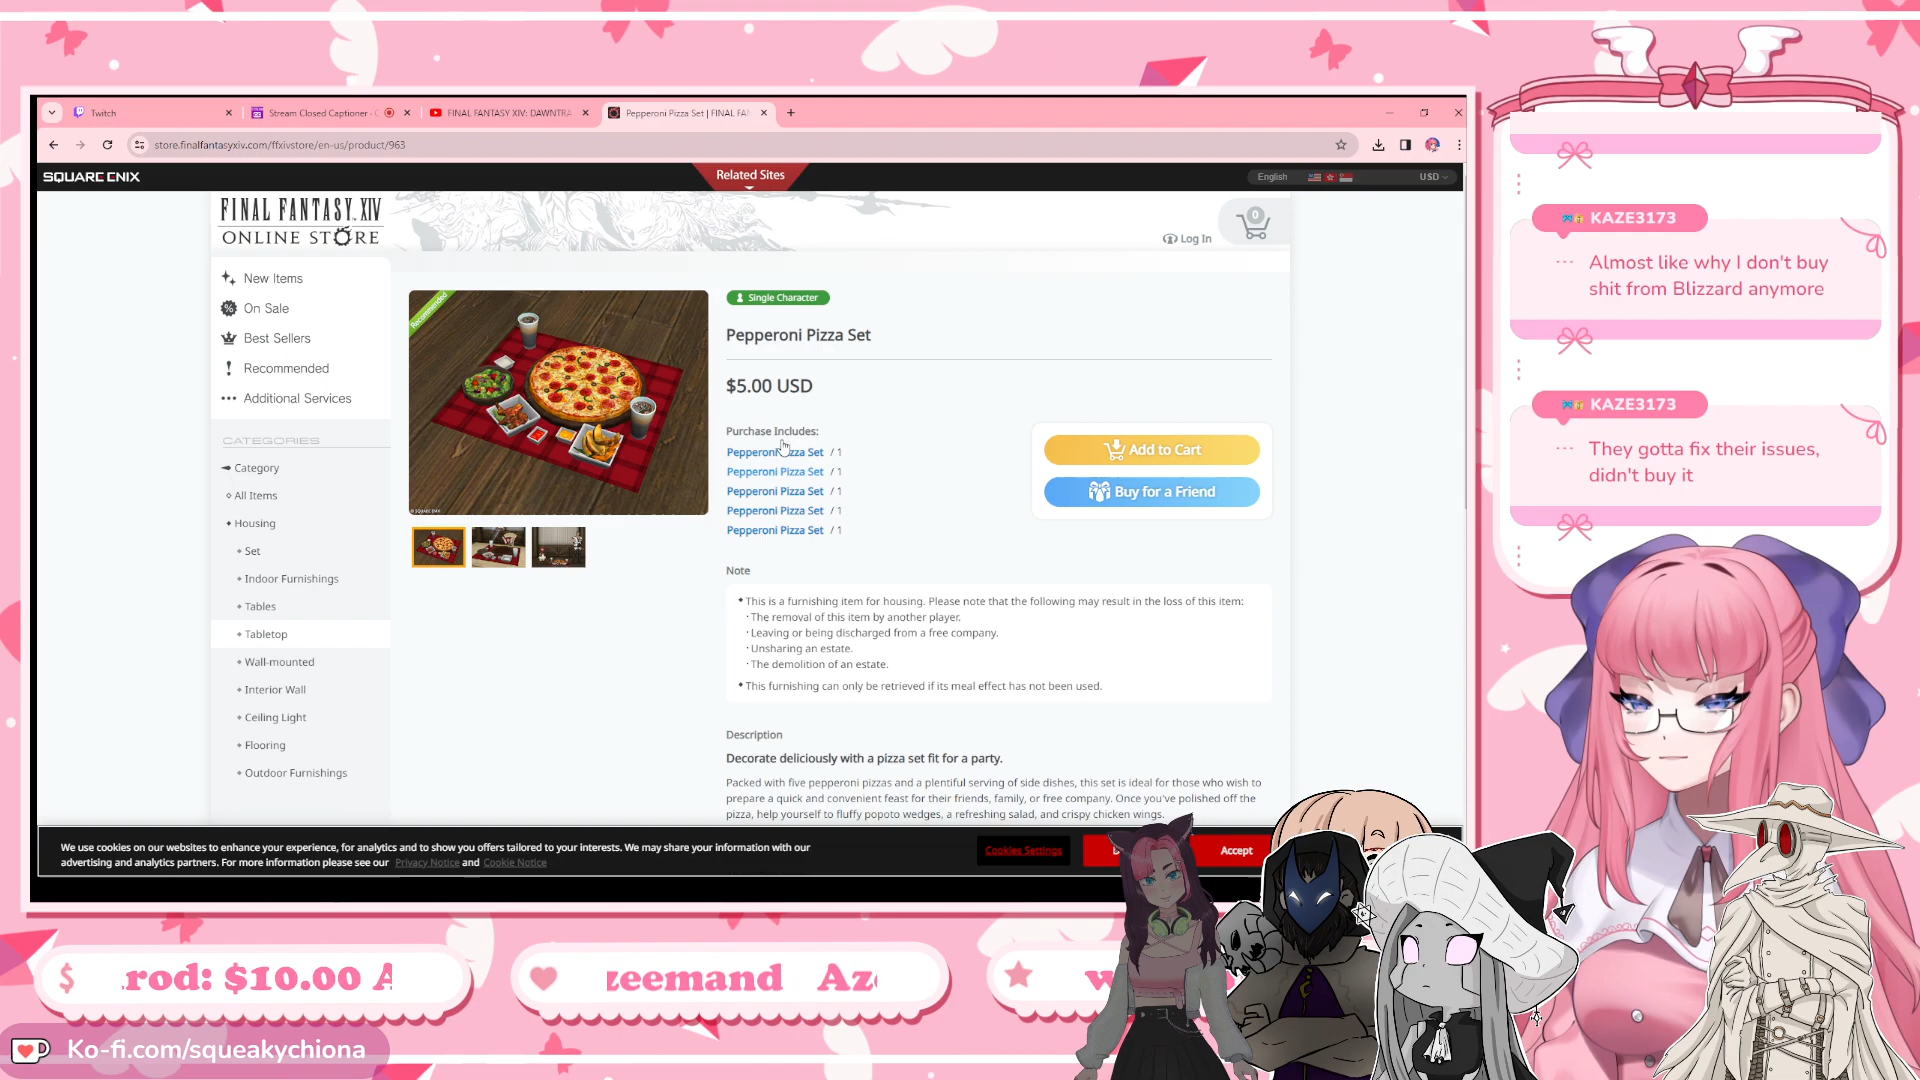 Twitch
Stream Closed Captioner - C
FINAL FANTASY XIV: DAWNTRA
Pepperoni Pizza Set | FINAL FAN
store.finalfantasyxiv.com/ffxivstore/en-us/product/963
SQUARE ENIX
Related Sites
English
USD
FINAL FANTASY XIV
ONLINE STORE
0
Log In
New Items
On Sale
Best Sellers
Recommended
Additional Services
CATEGORIES
Category
All Items
Housing
Set
Indoor Furnishings
Tables
Tabletop
Wall-mounted
Interior Wall
Ceiling Light
Flooring
Outdoor Furnishings
Recommended
Single Character
Pepperoni Pizza Set
$5.00 USD
Purchase Includes:
Pepperoni Pizza Set / 1
Pepperoni Pizza Set / 1
Pepperoni Pizza Set / 1
Pepperoni Pizza Set / 1
Pepperoni Pizza Set / 1
Add to Cart
Buy for a Friend
Note
This is a furnishing item for housing. Please note that the following may result in the loss of this item:
・The removal of this item by another player.
・Leaving or being discharged from a free company.
・Unsharing an estate.
・The demolition of an estate.
This furnishing can only be retrieved if its meal effect has not been used.
Description
Decorate deliciously with a pizza set fit for a party.
Packed with five pepperoni pizzas and a plentiful serving of side dishes, this set is ideal for those who wish to
prepare a quick and convenient feast for their friends, family, or free company. Once you've polished off the
pizza, help yourself to fluffy popoto wedges, a refreshing salad, and crispy chicken wings.
We use cookies on our websites to enhance your experience, for analytics and to show you offers tailored to your interests. We may share your information with our
advertising and analytics partners. For more information please see our Privacy Notice and Cookie Notice
Cookies Settings
Accept
KAZE3173
Almost like why I don't buy
shit from Blizzard anymore
KAZE3173
They gotta fix their issues,
didn't buy it
$ rod: $10.00 A
zeemand Az
w
Ko-fi.com/squeakychiona